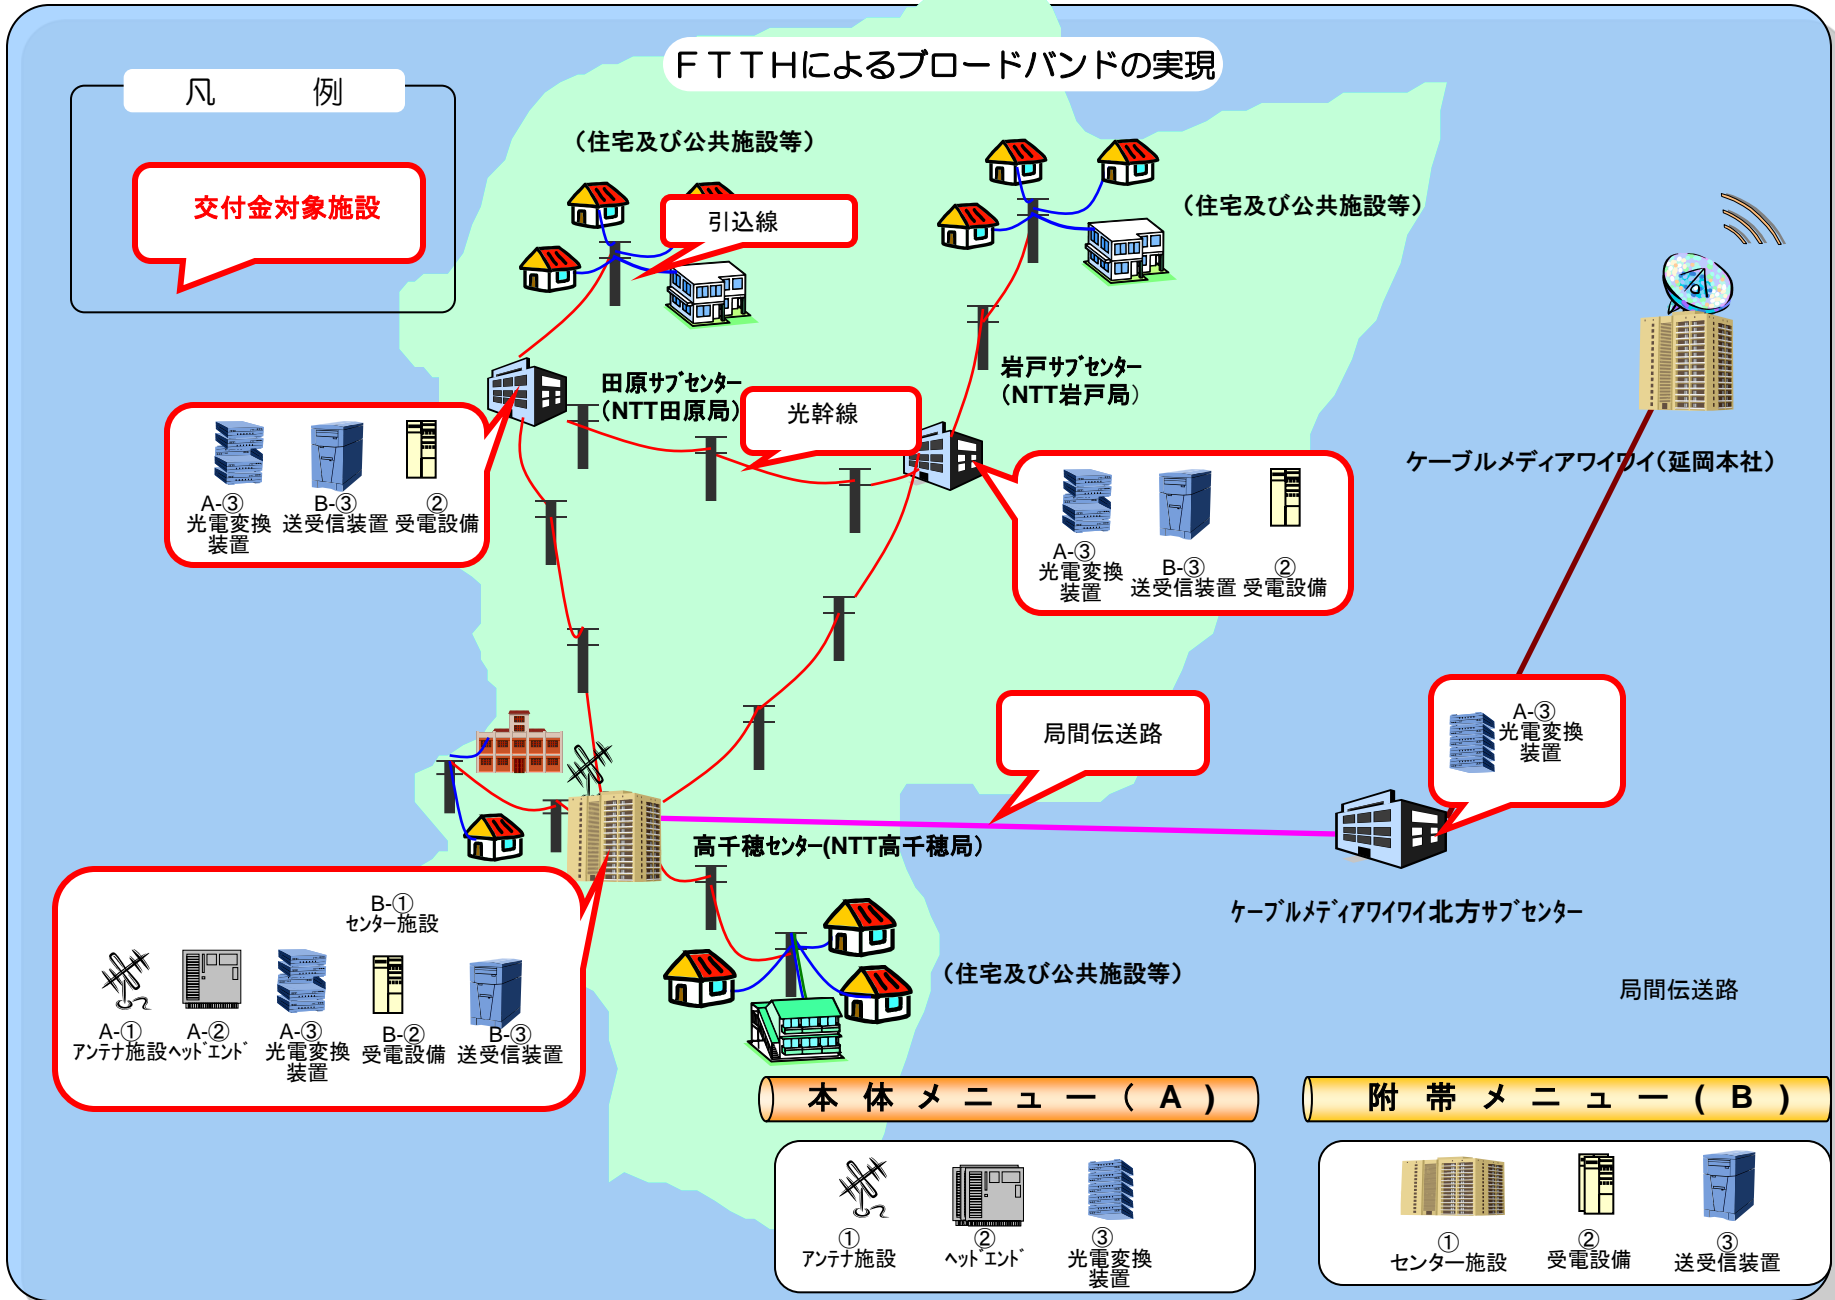 FTTHによるブロードバンドの実現
凡　例
交付金対象施設
（住宅及び公共施設等）
引込線
（住宅及び公共施設等）
田原ｻﾌﾞｾﾝﾀｰ
（NTT田原局）
光幹線
岩戸ｻﾌﾞｾﾝﾀｰ
（NTT岩戸局）
ケーブルメディアワイワイ（延岡本社）
A-③
光電変換
装置
B-③
送受信装置
②
受電設備
A-③
光電変換
装置
B-③
送受信装置
②
受電設備
局間伝送路
A-③
光電変換
装置
高千穂ｾﾝﾀｰ(NTT高千穂局）
ｹｰﾌﾞﾙﾒﾃﾞｨｱﾜｲﾜｲ北方ｻﾌﾞｾﾝﾀｰ
B-①
ｾﾝﾀｰ施設
A-①
ｱﾝﾃﾅ施設
A-②
ﾍｯﾄﾞｴﾝﾄﾞ
A-③
光電変換
装置
B-②
受電設備
B-③
送受信装置
（住宅及び公共施設等）
局間伝送路
本体メニュー（A)
①
ｱﾝﾃﾅ施設
②
ﾍｯﾄﾞｴﾝﾄﾞ
③
光電変換
装置
附帯メニュー(B)
①
センター施設
②
受電設備
③
送受信装置